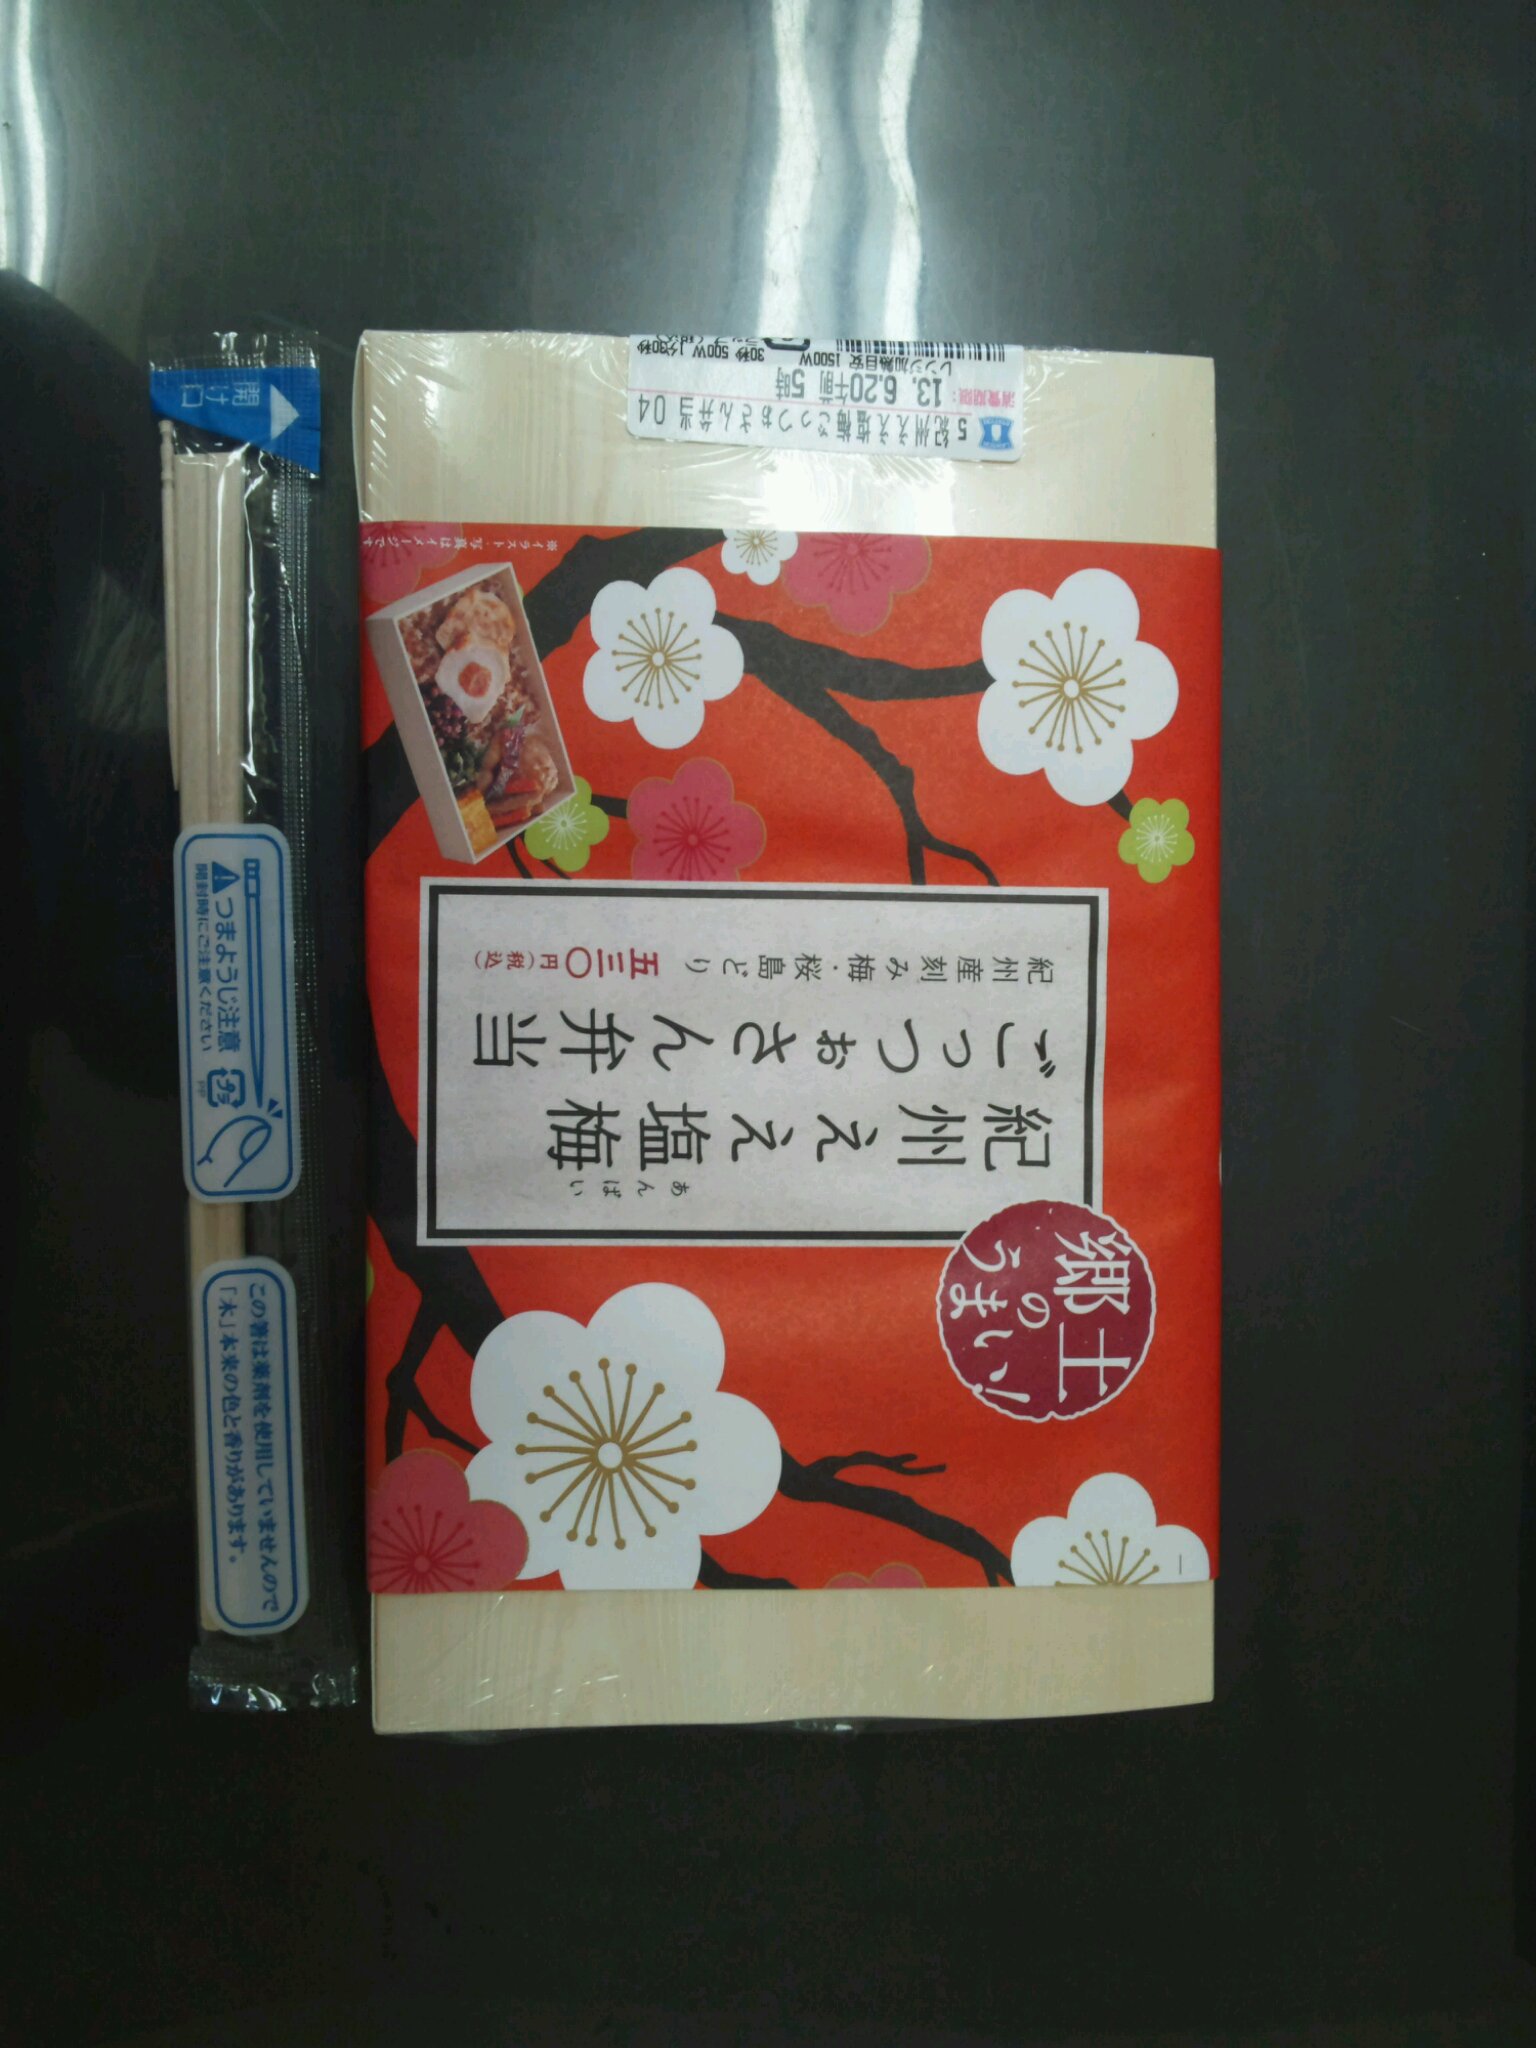 紀州ええ塩梅
あんばい
ごっつぉさん弁当
紀州産刻み梅・桜島どり 五三〇円(税込)
郷土
の
うまい!
※イラスト・写真はイメージです
5 紀州ええ塩梅ごっつぉさん弁当 04
消費期限:
13. 6.20午前 5時
レンジ加熱目安 1500W 30秒 500W 1分30秒
開け口
つまようじ注意
開封時にご注意ください
プラ
PP
この箸は薬剤を使用していませんので
「木」本来の色と香りがあります。